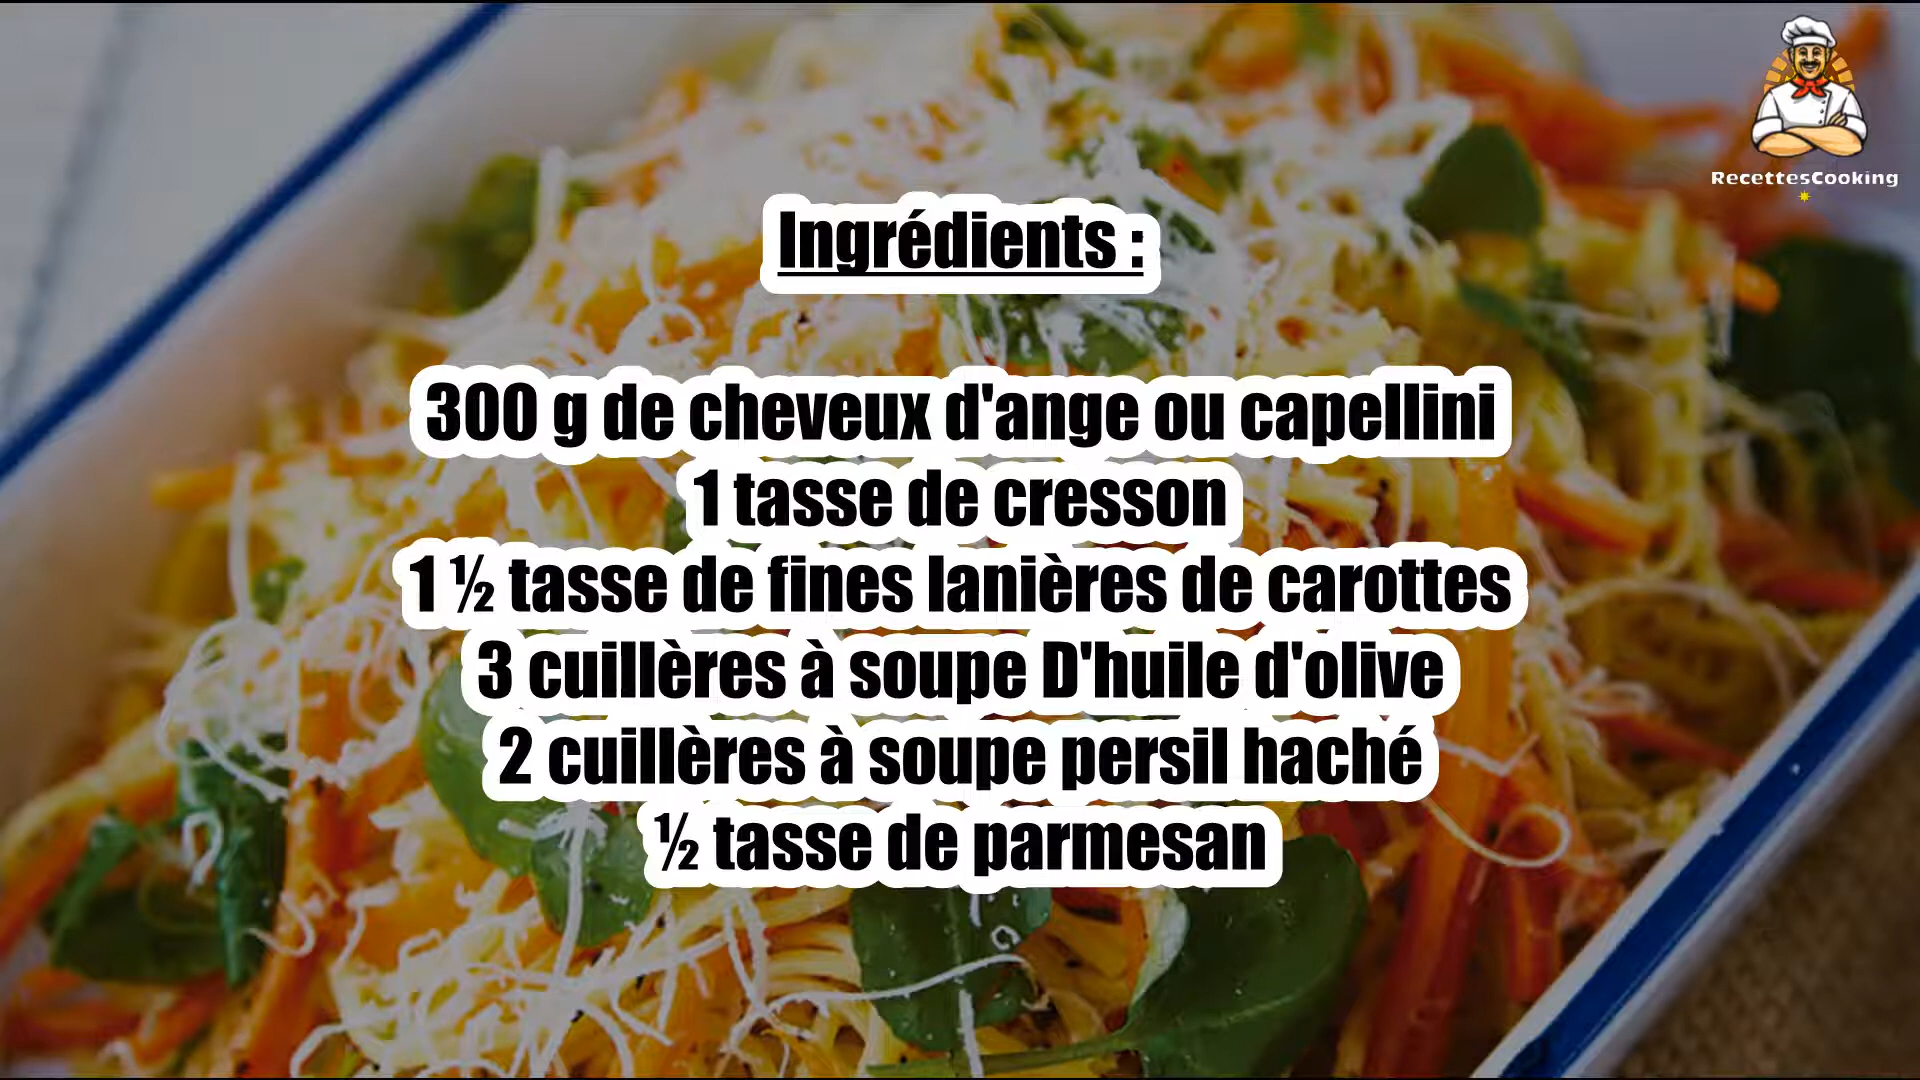 RecettesCooking
Ingrédients :
300 g de cheveux d'ange ou capellini
1 tasse de cresson
1 ½ tasse de fines lanières de carottes
3 cuillères à soupe D'huile d'olive
2 cuillères à soupe persil haché
½ tasse de parmesan